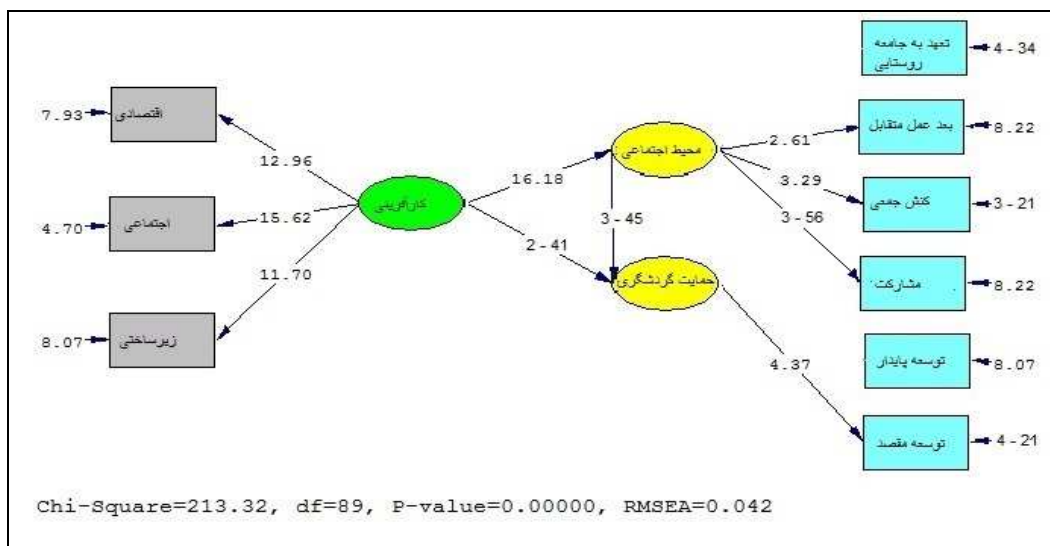 تعهد به جامعه
روستایی
4-34
7.93
اقتصادی
بعد عمل متقابل
8.22
12.96
محیط اجتماعی
2.61
16.18
3.29
کارآفرینی
کنش جمعی
3-21
4.70
اجتماعی
15.62
3-45
3-56
2-41
11.70
حمایت گردشگری
مشارکت
8.22
8.07
زیرساختی
4.37
توسعه پایدار
8.07
توسعه مقصد
4-21
Chi-Square=213.32, df=89, P-value=0.00000, RMSEA=0.042